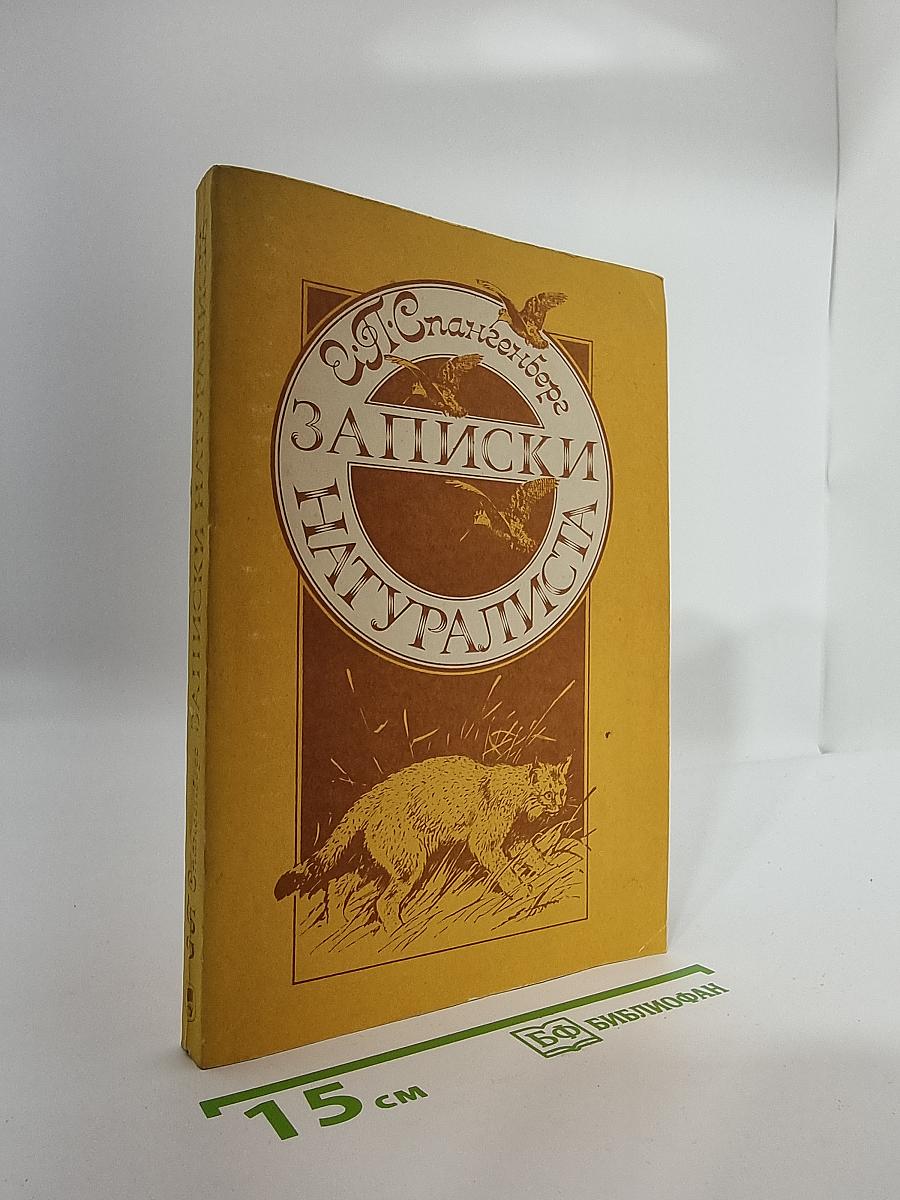 Э·П·Спангенберг
ЗАПИСКИ
НАТУРАЛИСТА
ЗАПИСКИ НАТУРАЛИСТА
15 см
БФ БИБЛИОФАН